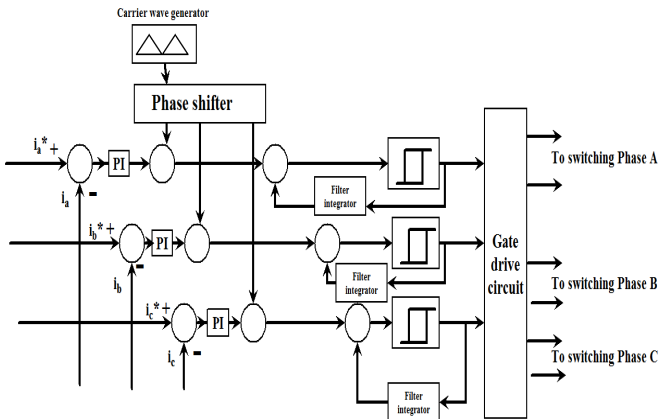 Carrier wave generator
Phase shifter
ia* +
PI
ia
-
Filter
integrator
To switching Phase A
ib* +
PI
ib
-
Filter
integrator
Gate
drive
circuit
To switching Phase B
ic* +
PI
ic
-
Filter
integrator
To switching Phase C